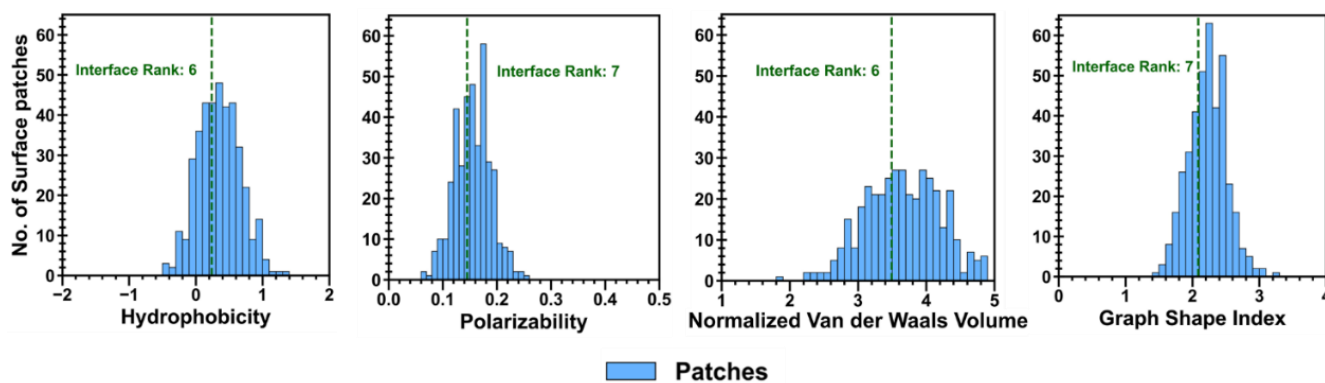 No. of Surface patches
60
50
40
30
20
10
0
Interface Rank: 6
−2 −1 0 1 2
Hydrophobicity
60
50
40
30
20
10
0
Interface Rank: 7
0.0 0.1 0.2 0.3 0.4 0.5
Polarizability
60
50
40
30
20
10
0
Interface Rank: 6
1 2 3 4 5
Normalized Van der Waals Volume
60
50
40
30
20
10
0
Interface Rank: 7
0 1 2 3 4
Graph Shape Index
Patches